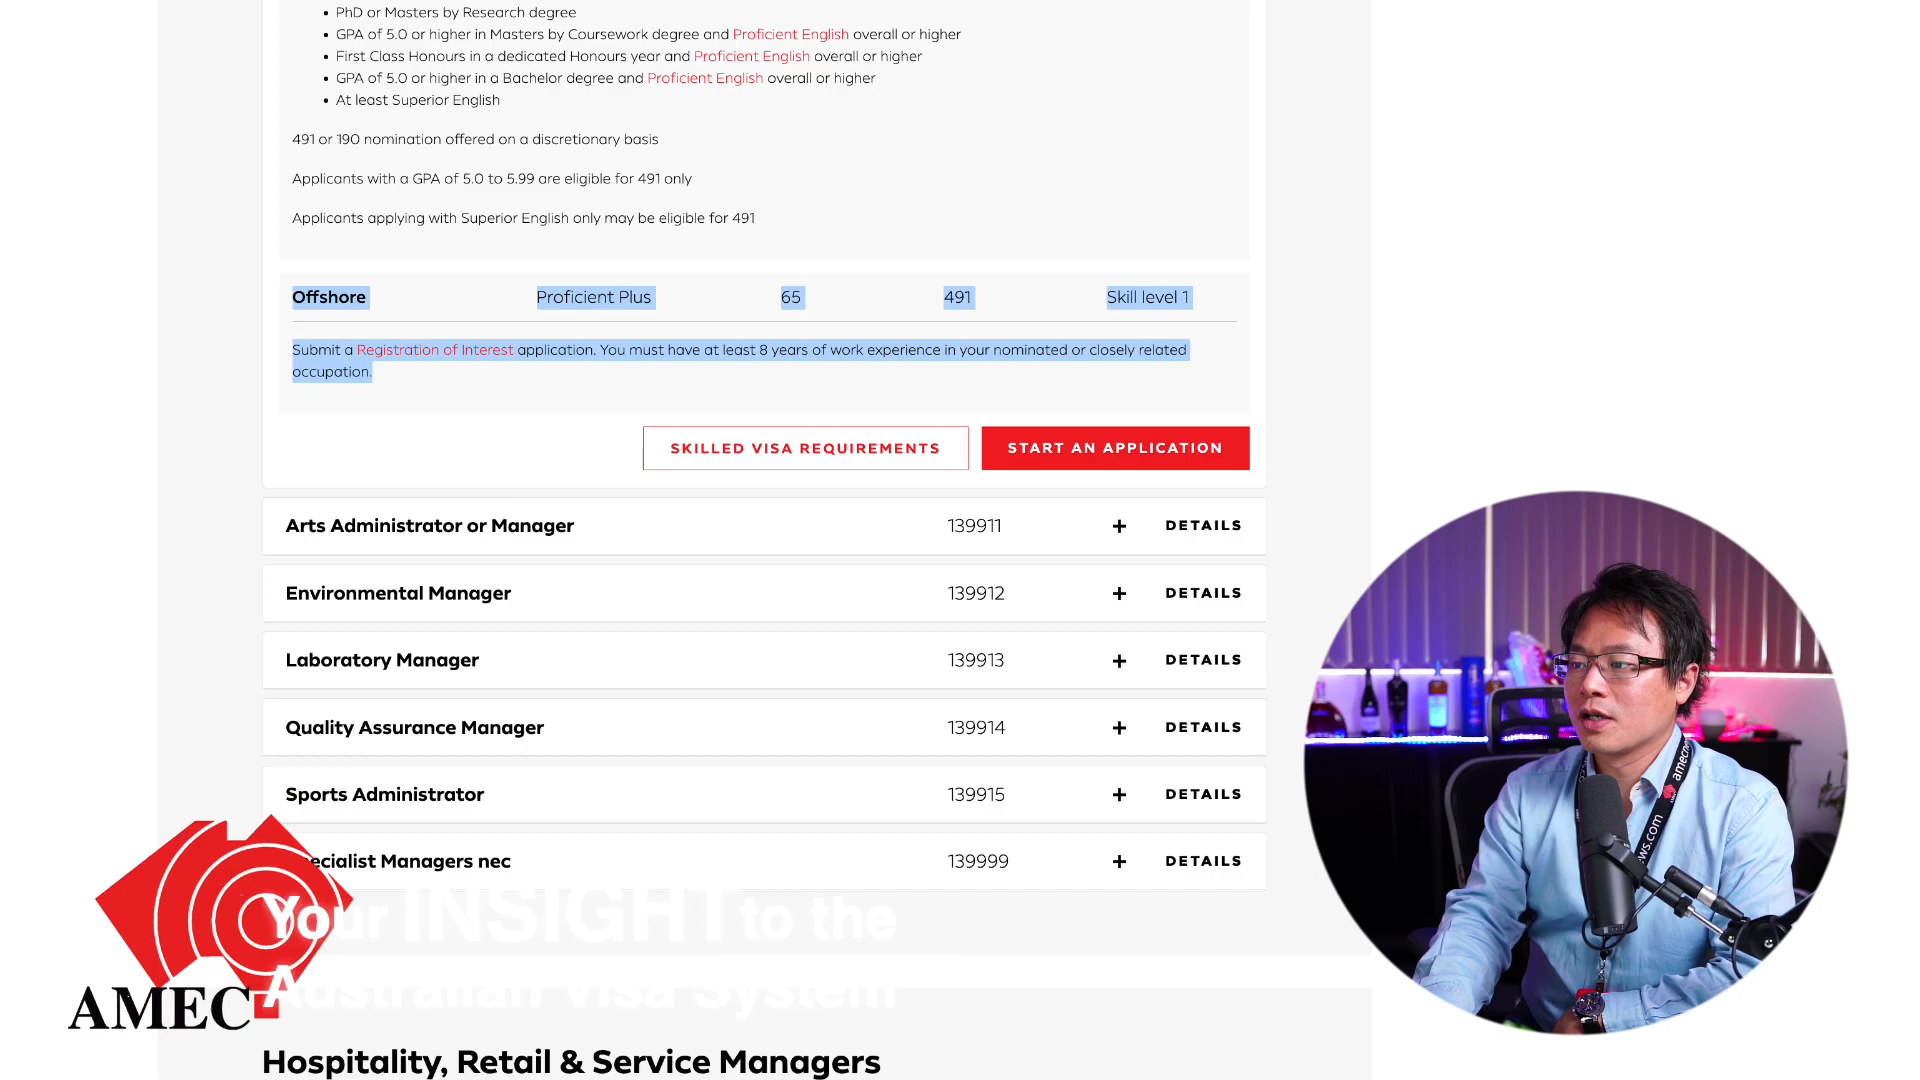 PhD or Masters by Research degree
GPA of 5.0 or higher in Masters by Coursework degree and Proficient English overall or higher
First Class Honours in a dedicated Honours year and Proficient English overall or higher
GPA of 5.0 or higher in a Bachelor degree and Proficient English overall or higher
At least Superior English
491 or 190 nomination offered on a discretionary basis
Applicants with a GPA of 5.0 to 5.99 are eligible for 491 only
Applicants applying with Superior English only may be eligible for 491
Offshore Proficient Plus 65 491 Skill level 1
Submit a Registration of Interest application. You must have at least 8 years of work experience in your nominated or closely related
occupation.
SKILLED VISA REQUIREMENTS START AN APPLICATION
Arts Administrator or Manager 139911 + DETAILS
Environmental Manager 139912 + DETAILS
Laboratory Manager 139913 + DETAILS
Quality Assurance Manager 139914 + DETAILS
Sports Administrator 139915 + DETAILS
Managers nec 139999 + DETAILS
Your INSIGHT to the
Australian Visa System
AMEC
Hospitality, Retail & Service Managers